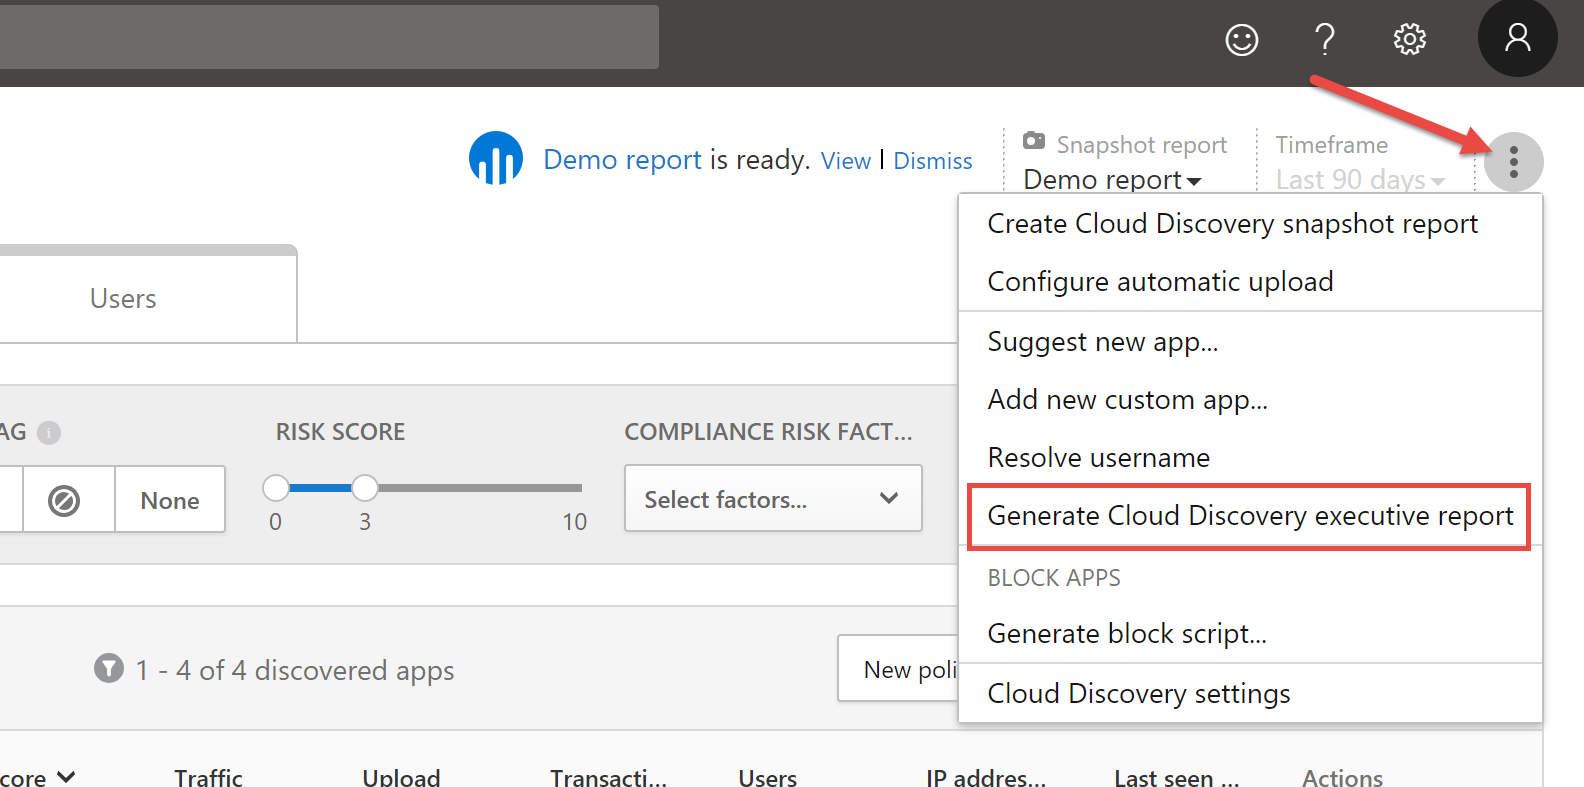 ?
Demo report is ready. View | Dismiss
Snapshot report
Demo report
Timeframe
Last 90 days
Create Cloud Discovery snapshot report
Configure automatic upload
Suggest new app...
Add new custom app...
Resolve username
Generate Cloud Discovery executive report
BLOCK APPS
Generate block script...
Cloud Discovery settings
Users
AG i
None
RISK SCORE
0 3 10
COMPLIANCE RISK FACT...
Select factors...
1 - 4 of 4 discovered apps
New poli
core Traffic Upload Transacti... Users IP addres... Last seen ... Actions